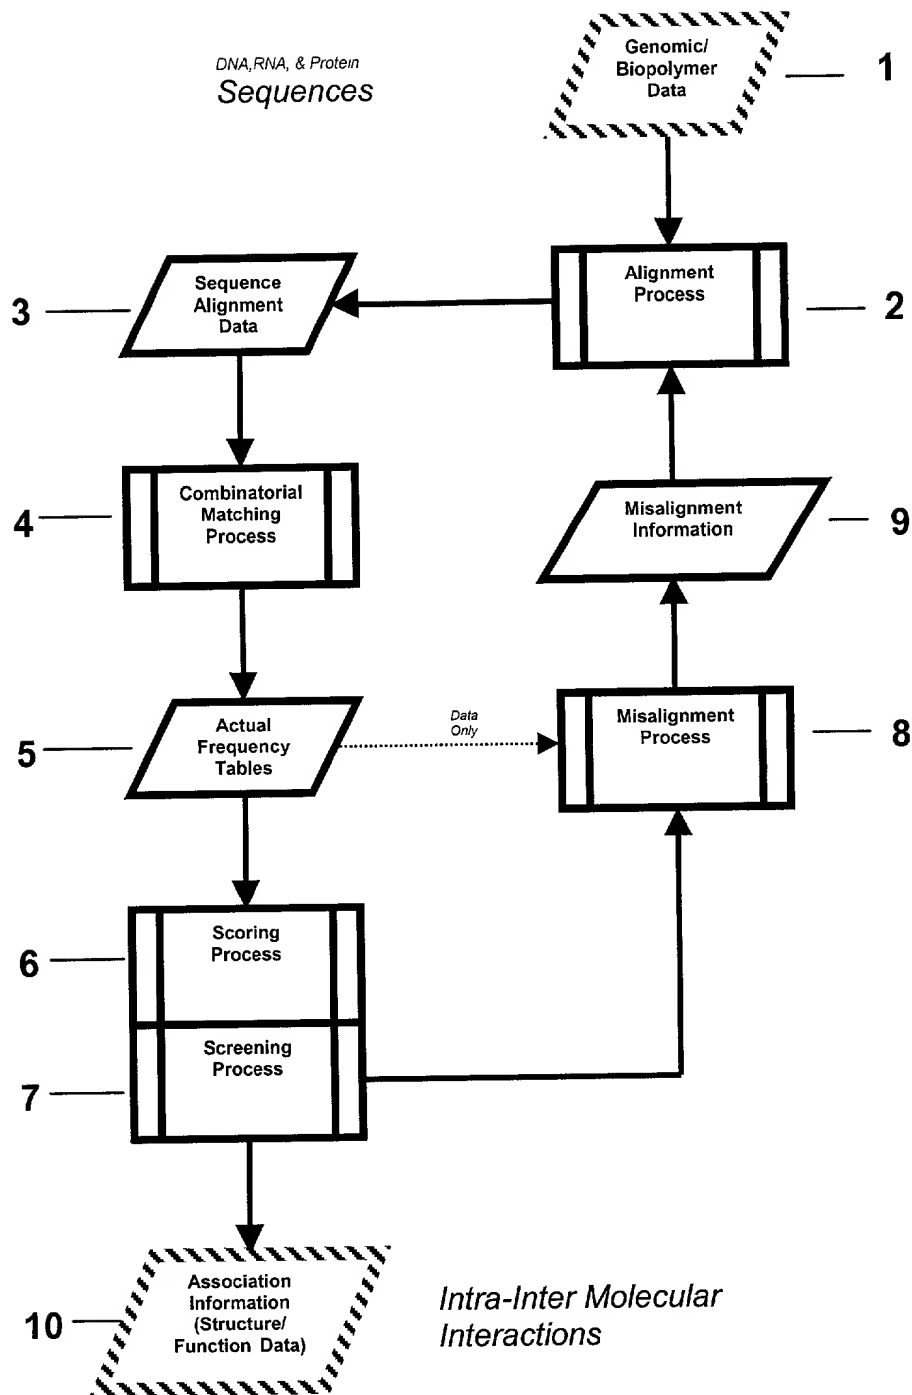 DNA,RNA, & Protein
Sequences
Genomic/
Biopolymer
Data
1
Alignment
Process
2
3
Sequence
Alignment
Data
4
Combinatorial
Matching
Process
Misalignment
Information
9
5
Actual
Frequency
Tables
Data
Only
Misalignment
Process
8
6
Scoring
Process
7
Screening
Process
10
Association
Information
(Structure/
Function Data)
Intra-Inter Molecular
Interactions